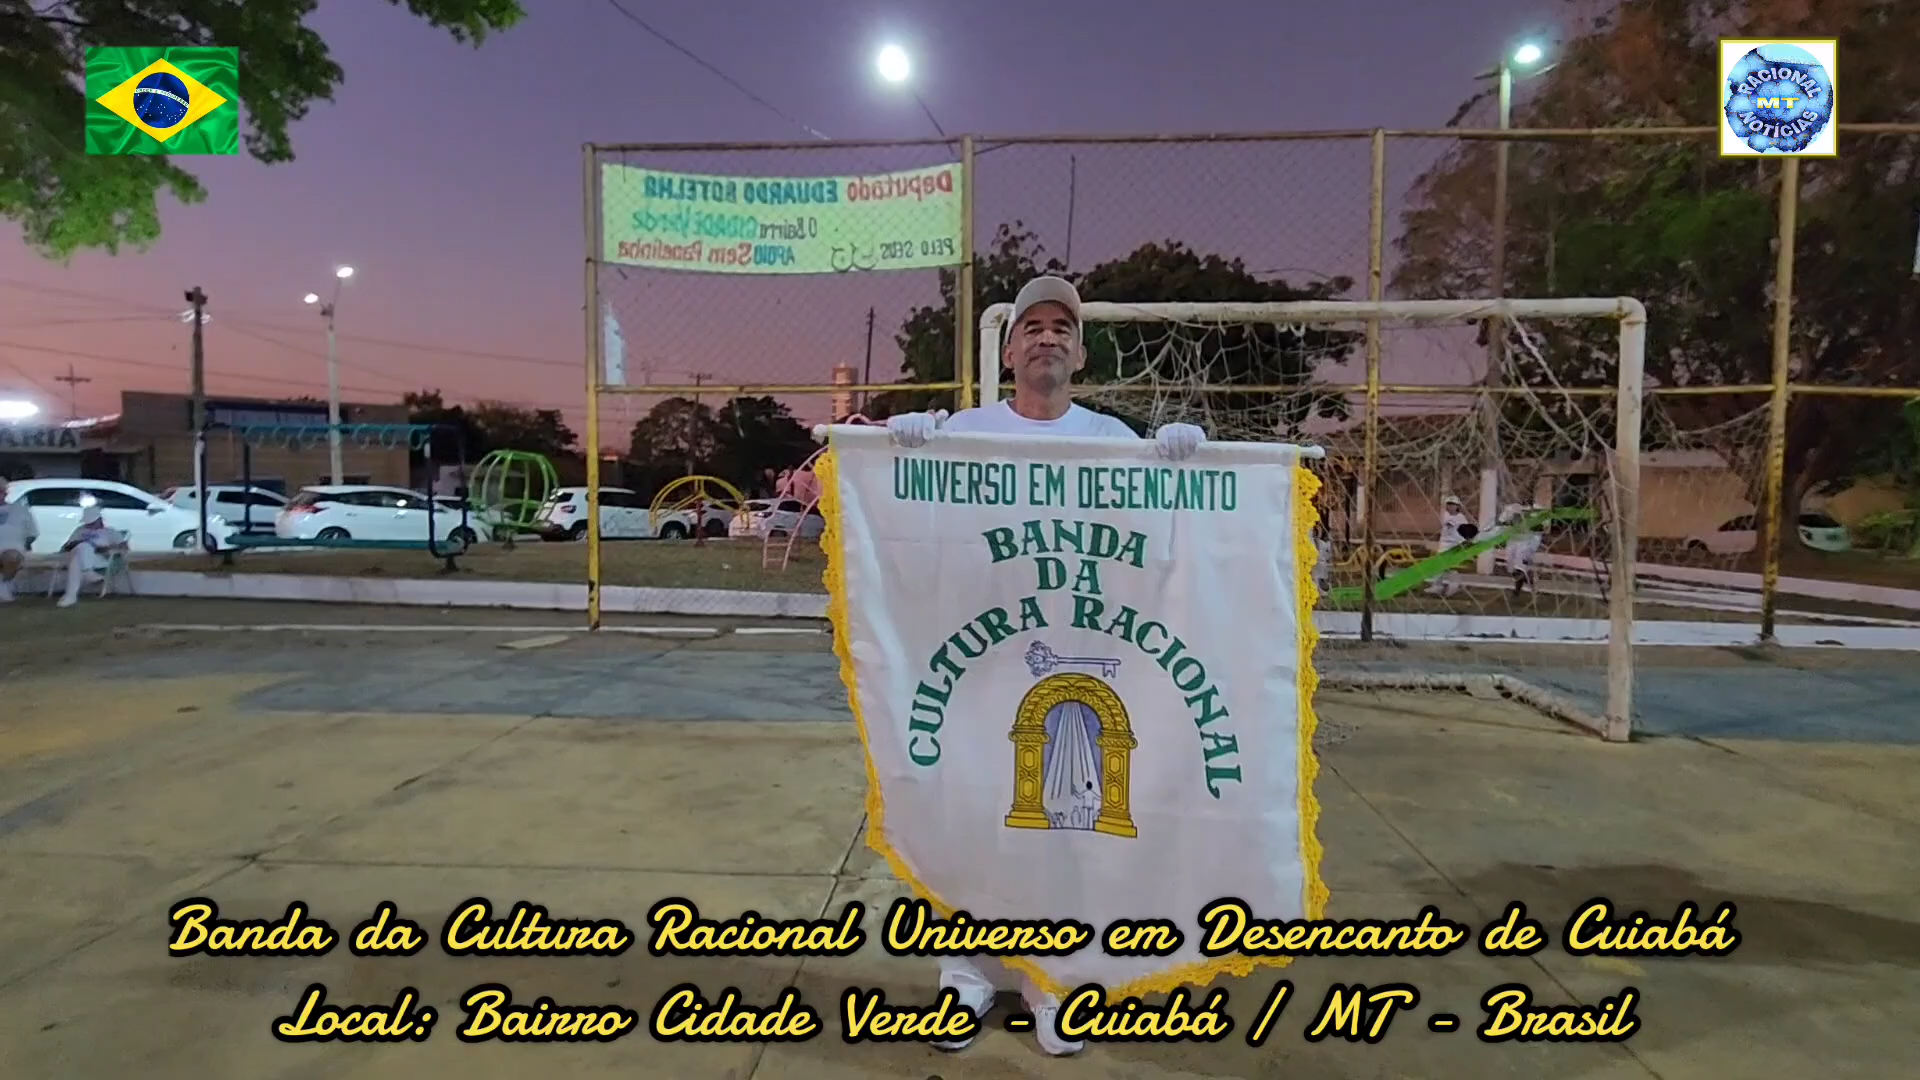 RACIONAL
MT
NOTÍCIAS
Deputado EDUARDO BOTELHO
O Bairro CIDADE Verde
PELO SEUS
APOIO Sem Panelinha
ARIA
UNIVERSO EM DESENCANTO
BANDA
DA
CULTURA RACIONAL
Banda da Cultura Racional Universo em Desencanto de Cuiabá
Local: Bairro Cidade Verde - Cuiabá / MT - Brasil